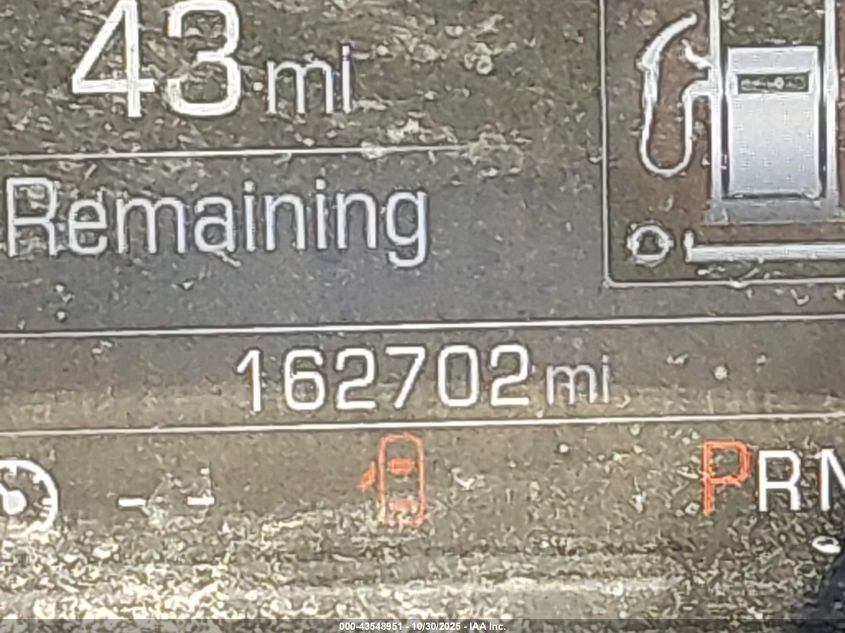 43 mi
Remaining
162702 mi
-- --
PRN
000-43548951 - 10/30/2025 - IAA Inc.